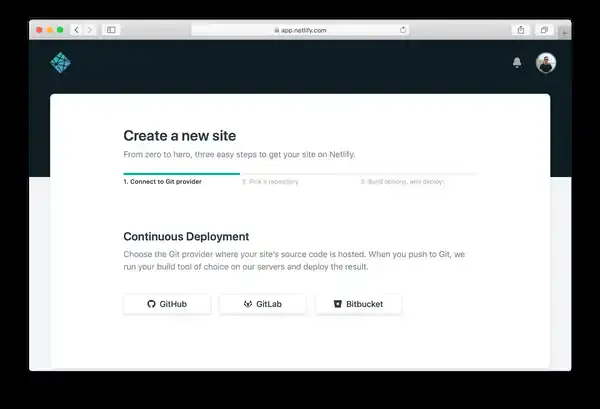 app.netlify.com
Create a new site
From zero to hero, three easy steps to get your site on Netlify.
1. Connect to Git provider
2. Pick a repository
3. Build options, and deploy!
Continuous Deployment
Choose the Git provider where your site's source code is hosted. When you push to Git, we
run your build tool of choice on our servers and deploy the result.
GitHub
GitLab
Bitbucket